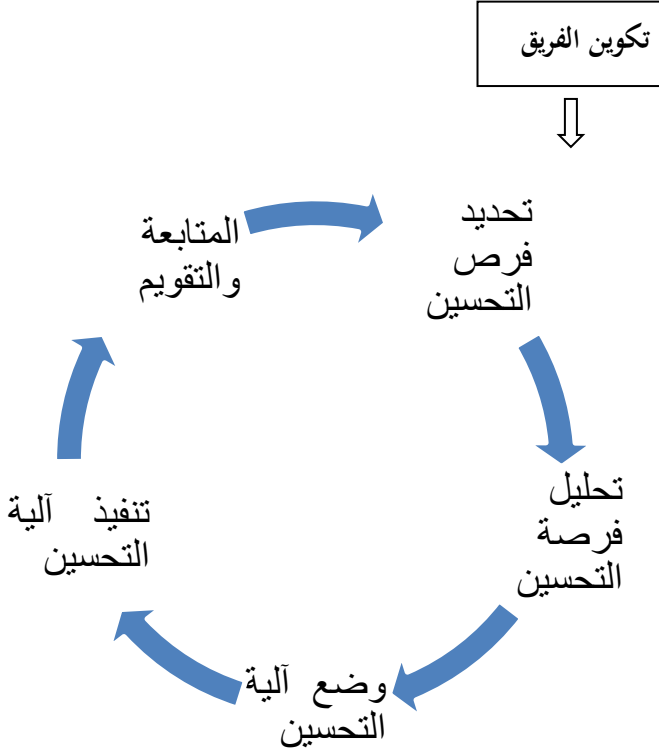 تكوين الفريق
تحديد
فرص
التحسين
تحليل
فرصة
التحسين
وضع آلية
التحسين
تنفيذ آلية
التحسين
المتابعة
والتقويم